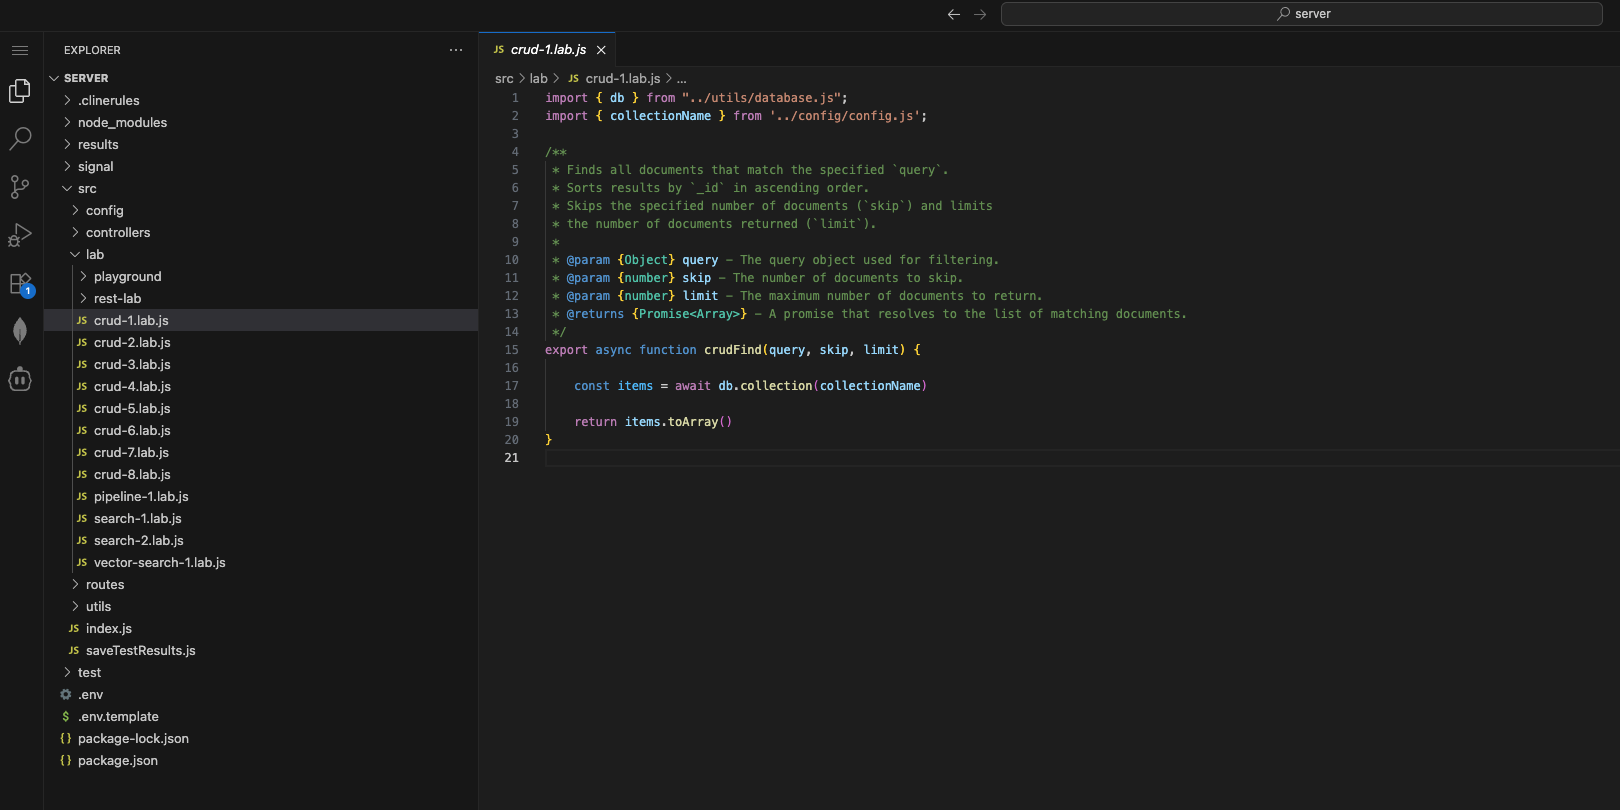 server
EXPLORER
JS crud-1.lab.js
SERVER
src > lab > JS crud-1.lab.js > ...
.clinerules
node_modules
results
signal
src
config
controllers
lab
playground
rest-lab
JS crud-1.lab.js
JS crud-2.lab.js
JS crud-3.lab.js
JS crud-4.lab.js
JS crud-5.lab.js
JS crud-6.lab.js
JS crud-7.lab.js
JS crud-8.lab.js
JS pipeline-1.lab.js
JS search-1.lab.js
JS search-2.lab.js
JS vector-search-1.lab.js
routes
utils
JS index.js
JS saveTestResults.js
test
.env
$ .env.template
{} package-lock.json
{} package.json
1
1 import { db } from "../utils/database.js";
2 import { collectionName } from '../config/config.js';
3
4 /**
5 * Finds all documents that match the specified `query`.
6 * Sorts results by `_id` in ascending order.
7 * Skips the specified number of documents (`skip`) and limits
8 * the number of documents returned (`limit`).
9 *
10 * @param {Object} query - The query object used for filtering.
11 * @param {number} skip - The number of documents to skip.
12 * @param {number} limit - The maximum number of documents to return.
13 * @returns {Promise<Array>} - A promise that resolves to the list of matching documents.
14 */
15 export async function crudFind(query, skip, limit) {
16
17 const items = await db.collection(collectionName)
18
19 return items.toArray()
20 }
21